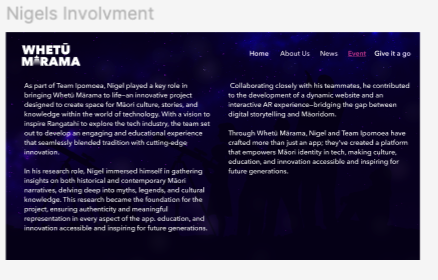 Nigels Involvment
WHETŪ
MĀRAMA
Home About Us News Event Give it a go
As part of Team Ipomoea, Nigel played a key role in
bringing Whetū Mārama to life—an innovative project
designed to create space for Māori culture, stories, and
knowledge within the world of technology. With a vision to
inspire Rangatahi to explore the tech industry, the team set
out to develop an engaging and educational experience
that seamlessly blended tradition with cutting-edge
innovation.
In his research role, Nigel immersed himself in gathering
insights on both historical and contemporary Māori
narratives, delving deep into myths, legends, and cultural
knowledge. This research became the foundation for the
project, ensuring authenticity and meaningful
representation in every aspect of the app. education, and
innovation accessible and inspiring for future generations.
Collaborating closely with his teammates, he contributed
to the development of a dynamic website and an
interactive AR experience—bridging the gap between
digital storytelling and Māoridom.
Through Whetū Mārama, Nigel and Team Ipomoea have
crafted more than just an app; they've created a platform
that empowers Māori identity in tech, making culture,
education, and innovation accessible and inspiring for
future generations.